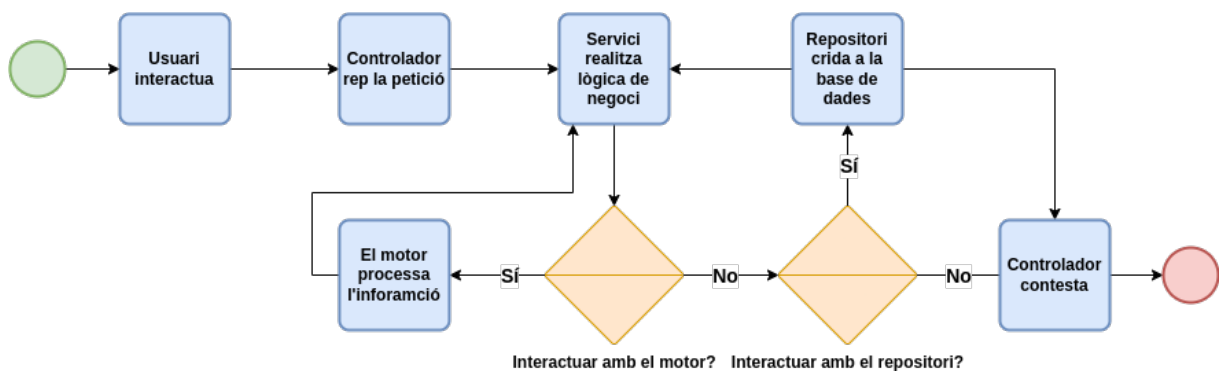 Usuari
interactua
Controlador
rep la petició
Servici
realitza
lògica de
negoci
Repositori
crida a la
base de
dades
Sí
El motor
processa
l'inforamció
Sí
No
No
Controlador
contesta
Interactuar amb el motor?
Interactuar amb el repositori?